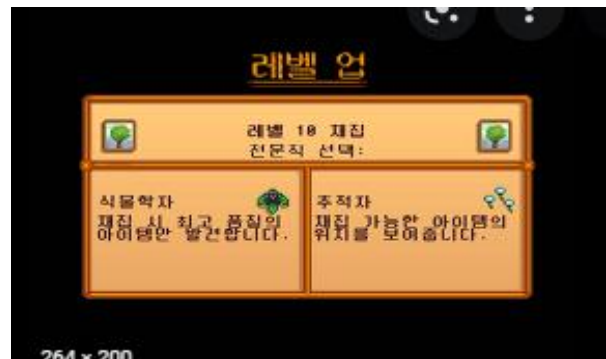 레벨 업
레벨 10 채집
전문직 선택:
식물학자
채집 시 최고 품질의
아이템만 발견합니다.
추적자
채집 가능한 아이템의
위치를 보여줍니다.
264 × 200